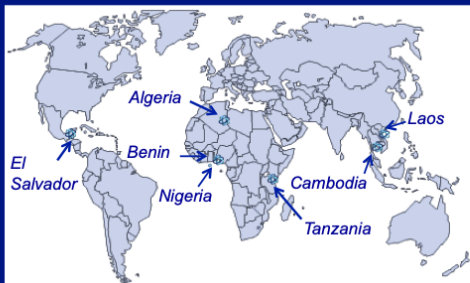 Algeria
Laos
Benin
El
Salvador
Nigeria
Cambodia
Tanzania